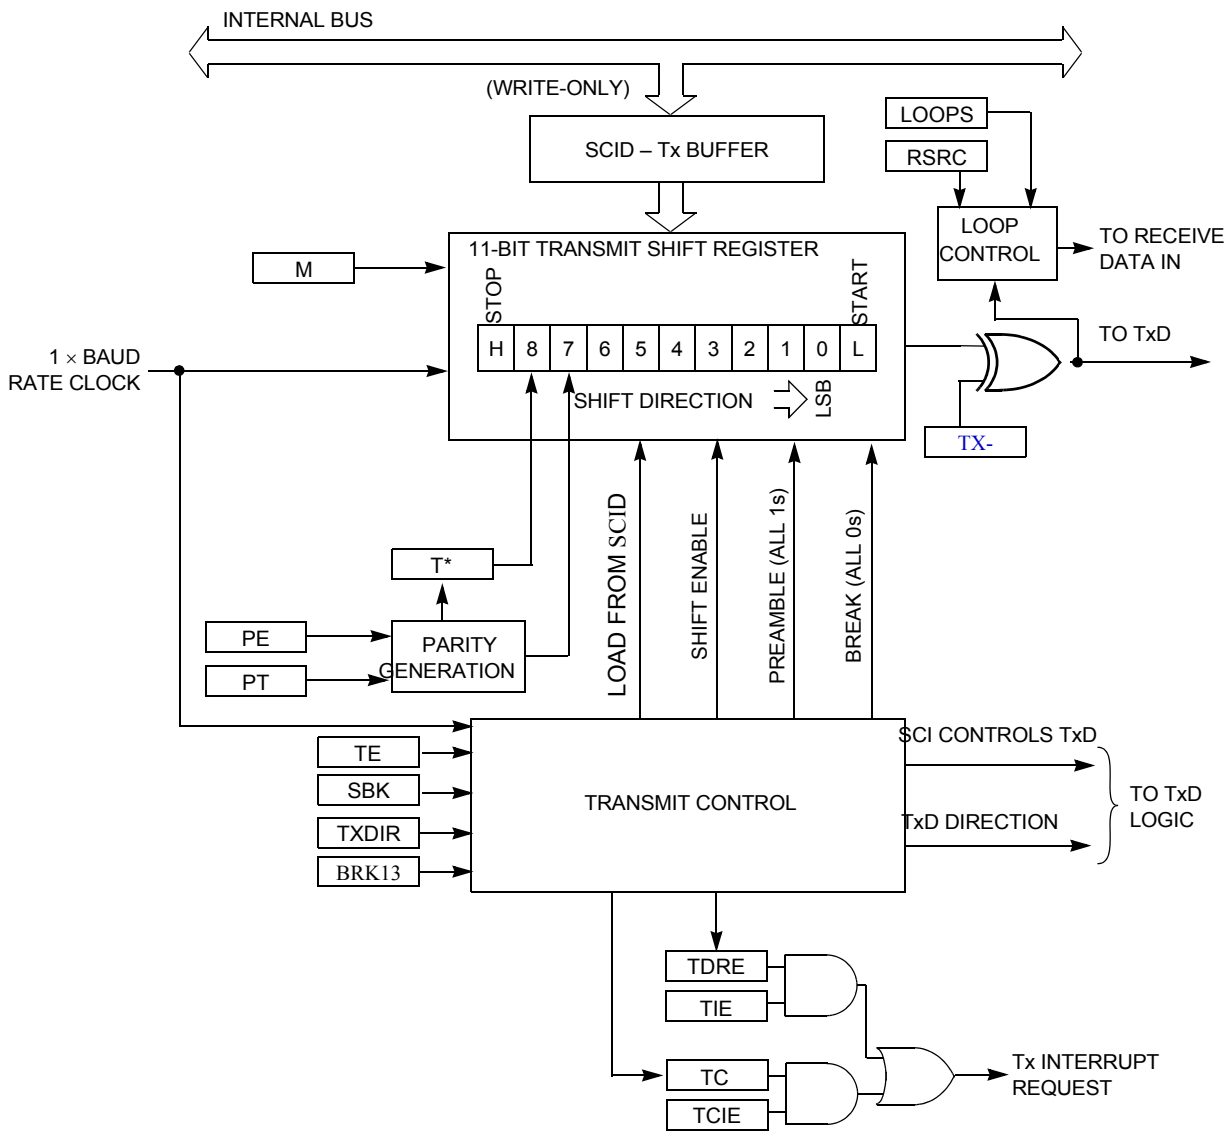 INTERNAL BUS
(WRITE-ONLY)
SCID – Tx BUFFER
LOOPS
RSRC
LOOP
CONTROL
TO RECEIVE
DATA IN
11-BIT TRANSMIT SHIFT REGISTER
M
STOP
START
H 8 7 6 5 4 3 2 1 0 L
1 × BAUD
RATE CLOCK
SHIFT DIRECTION
LSB
TO TxD
TX-
LOAD FROM SCID
SHIFT ENABLE
PREAMBLE (ALL 1s)
BREAK (ALL 0s)
T*
PE
PT
PARITY
GENERATION
TE
SBK
TXDIR
BRK13
TRANSMIT CONTROL
SCI CONTROLS TxD
TxD DIRECTION
TO TxD
LOGIC
TDRE
TIE
TC
TCIE
Tx INTERRUPT
REQUEST